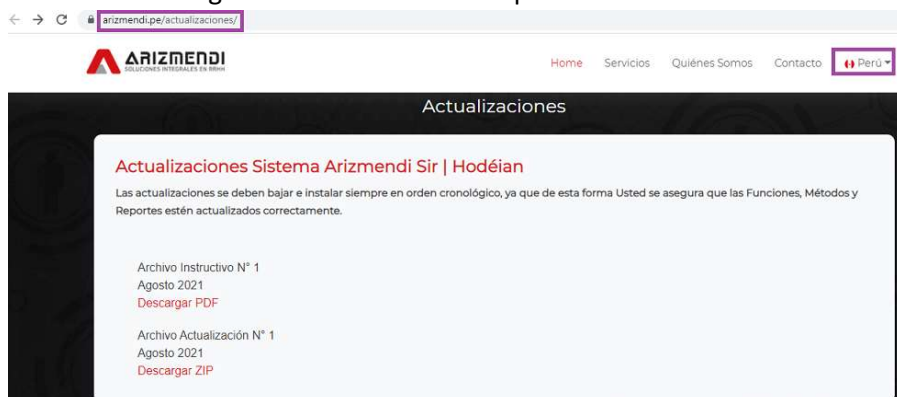 arizmendi.pe/actualizaciones/
ARIZMENDI
SOLUCIONES INTEGRALES EN RRHH
Home Servicios Quiénes Somos Contacto Perú
Actualizaciones
Actualizaciones Sistema Arizmendi Sir | Hodéian
Las actualizaciones se deben bajar e instalar siempre en orden cronológico, ya que de esta forma Usted se asegura que las Funciones, Métodos y
Reportes estén actualizados correctamente.
Archivo Instructivo N° 1
Agosto 2021
Descargar PDF
Archivo Actualización N° 1
Agosto 2021
Descargar ZIP